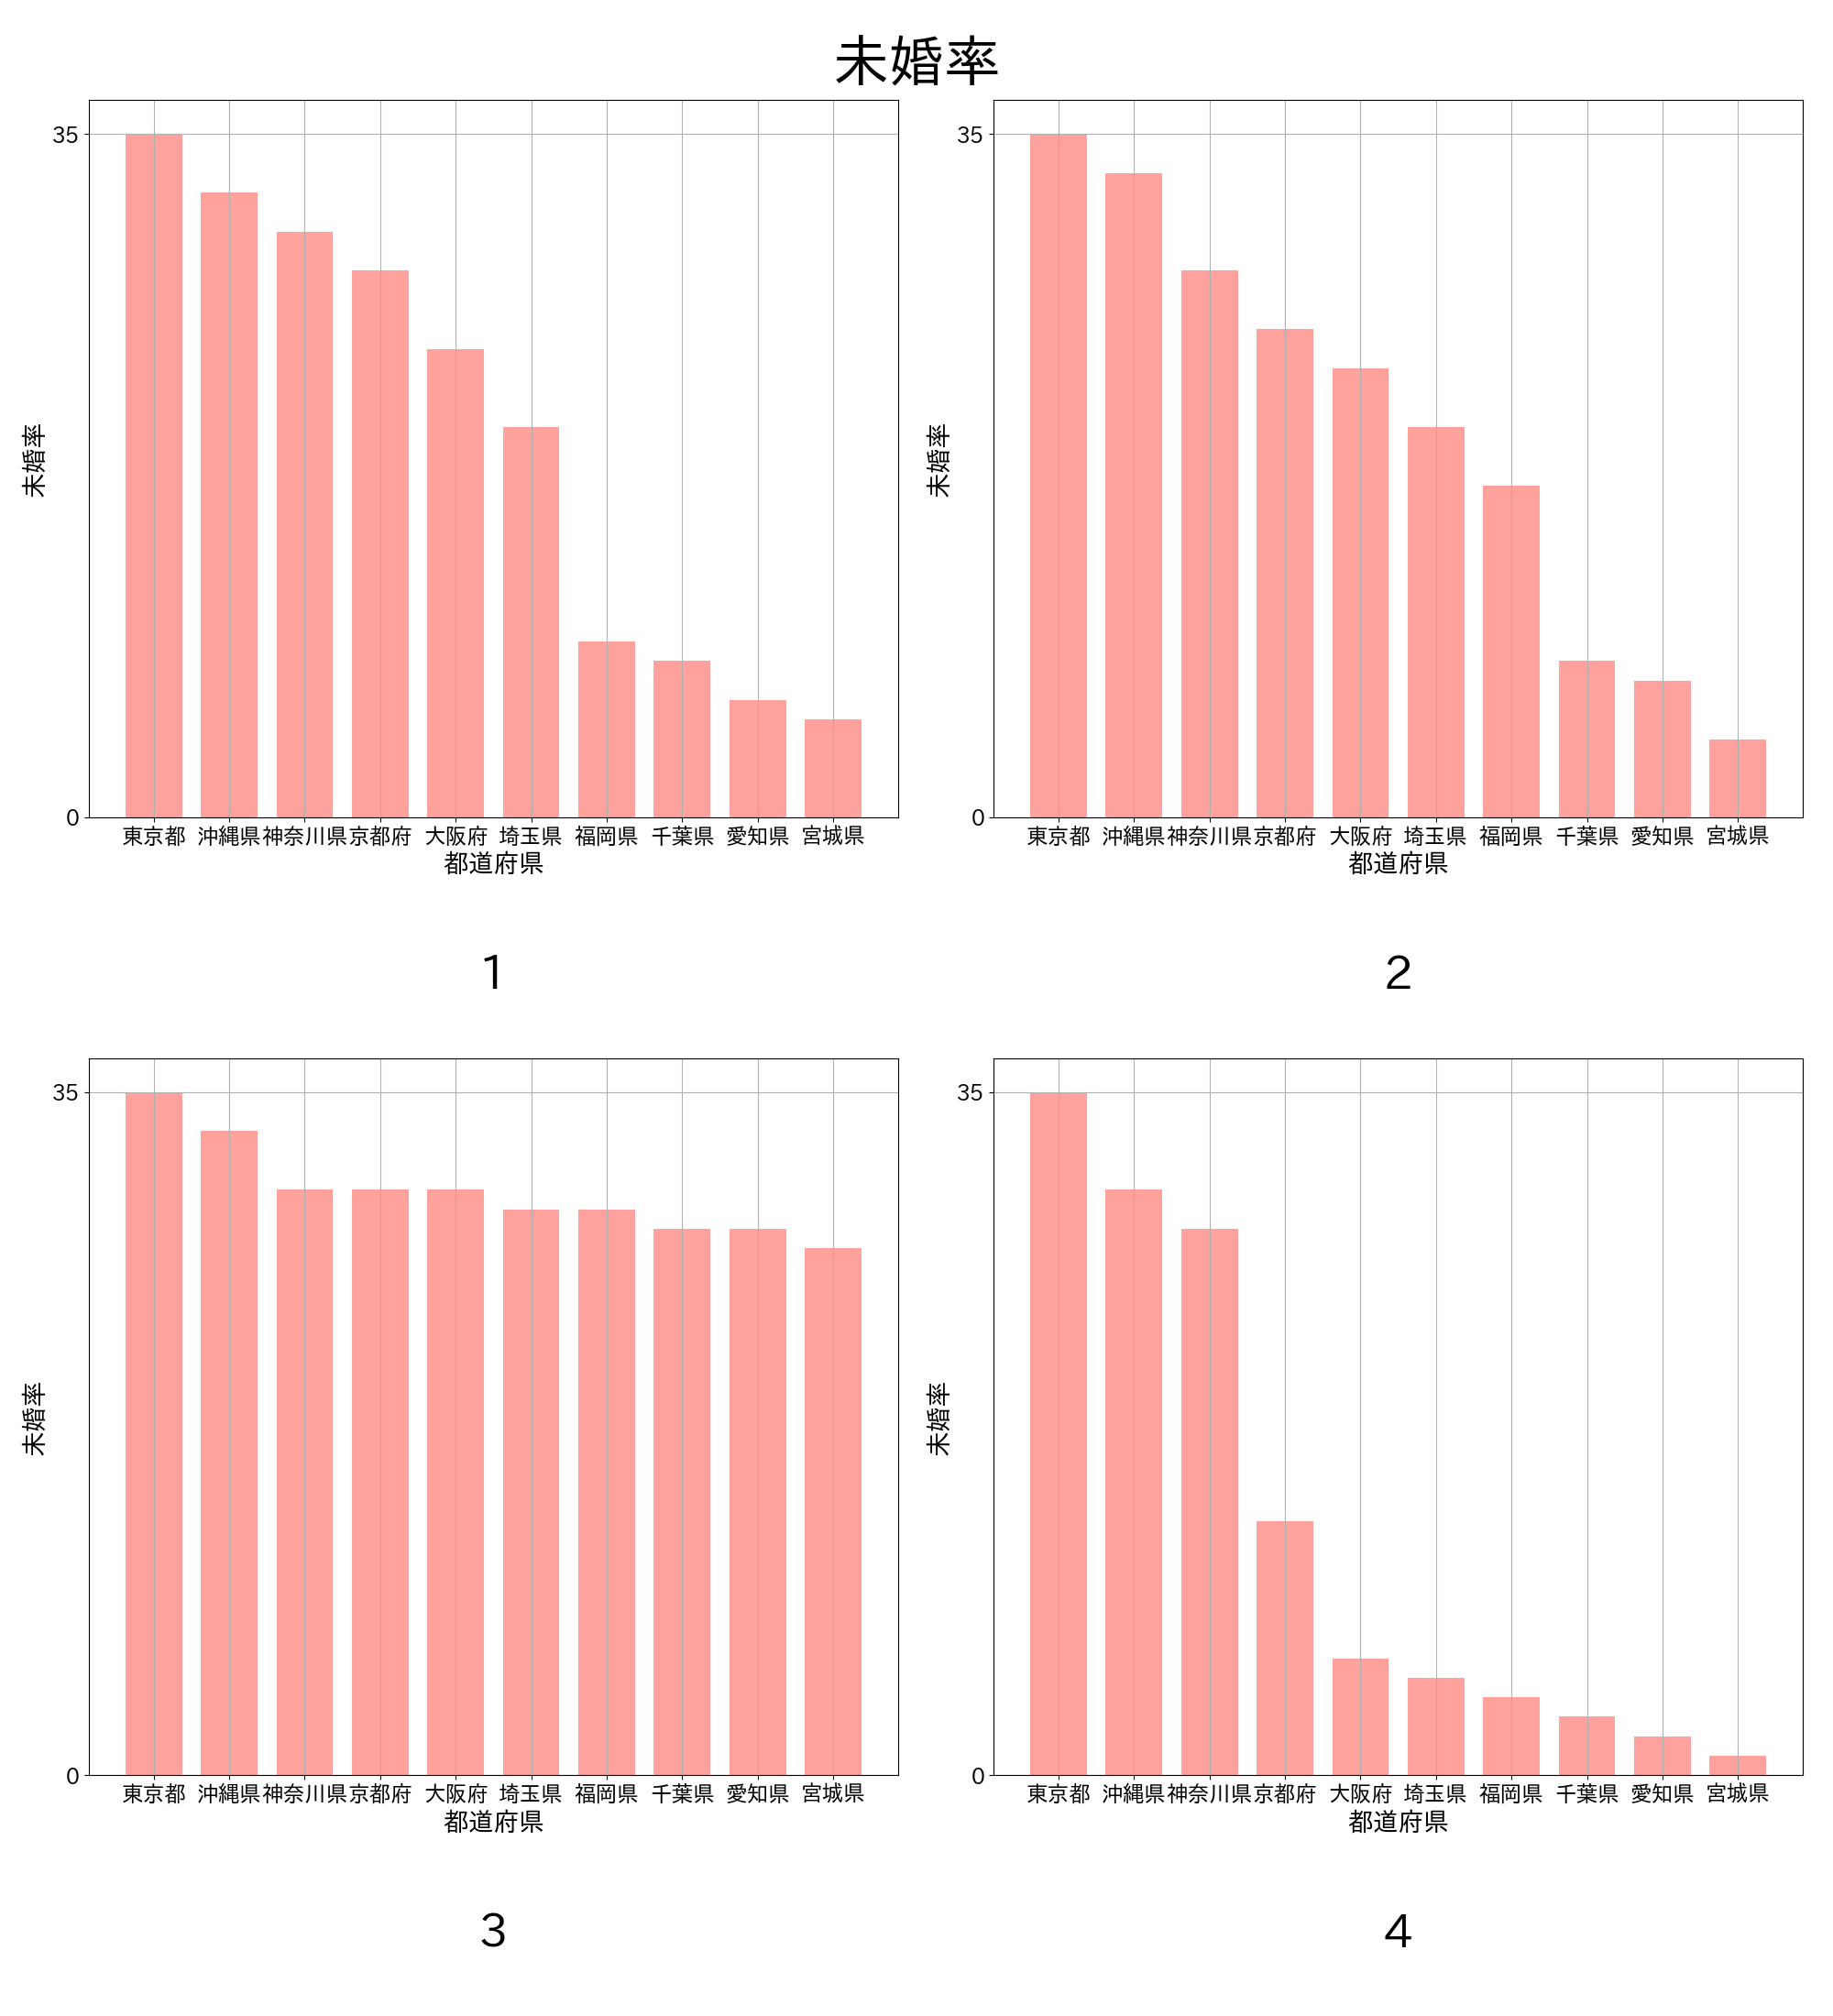 未婚率
35
未婚率
0
東京都 沖縄県 神奈川県 京都府 大阪府 埼玉県 福岡県 千葉県 愛知県 宮城県
都道府県
1
35
未婚率
0
東京都 沖縄県 神奈川県 京都府 大阪府 埼玉県 福岡県 千葉県 愛知県 宮城県
都道府県
2
35
未婚率
0
東京都 沖縄県 神奈川県 京都府 大阪府 埼玉県 福岡県 千葉県 愛知県 宮城県
都道府県
3
35
未婚率
0
東京都 沖縄県 神奈川県 京都府 大阪府 埼玉県 福岡県 千葉県 愛知県 宮城県
都道府県
4